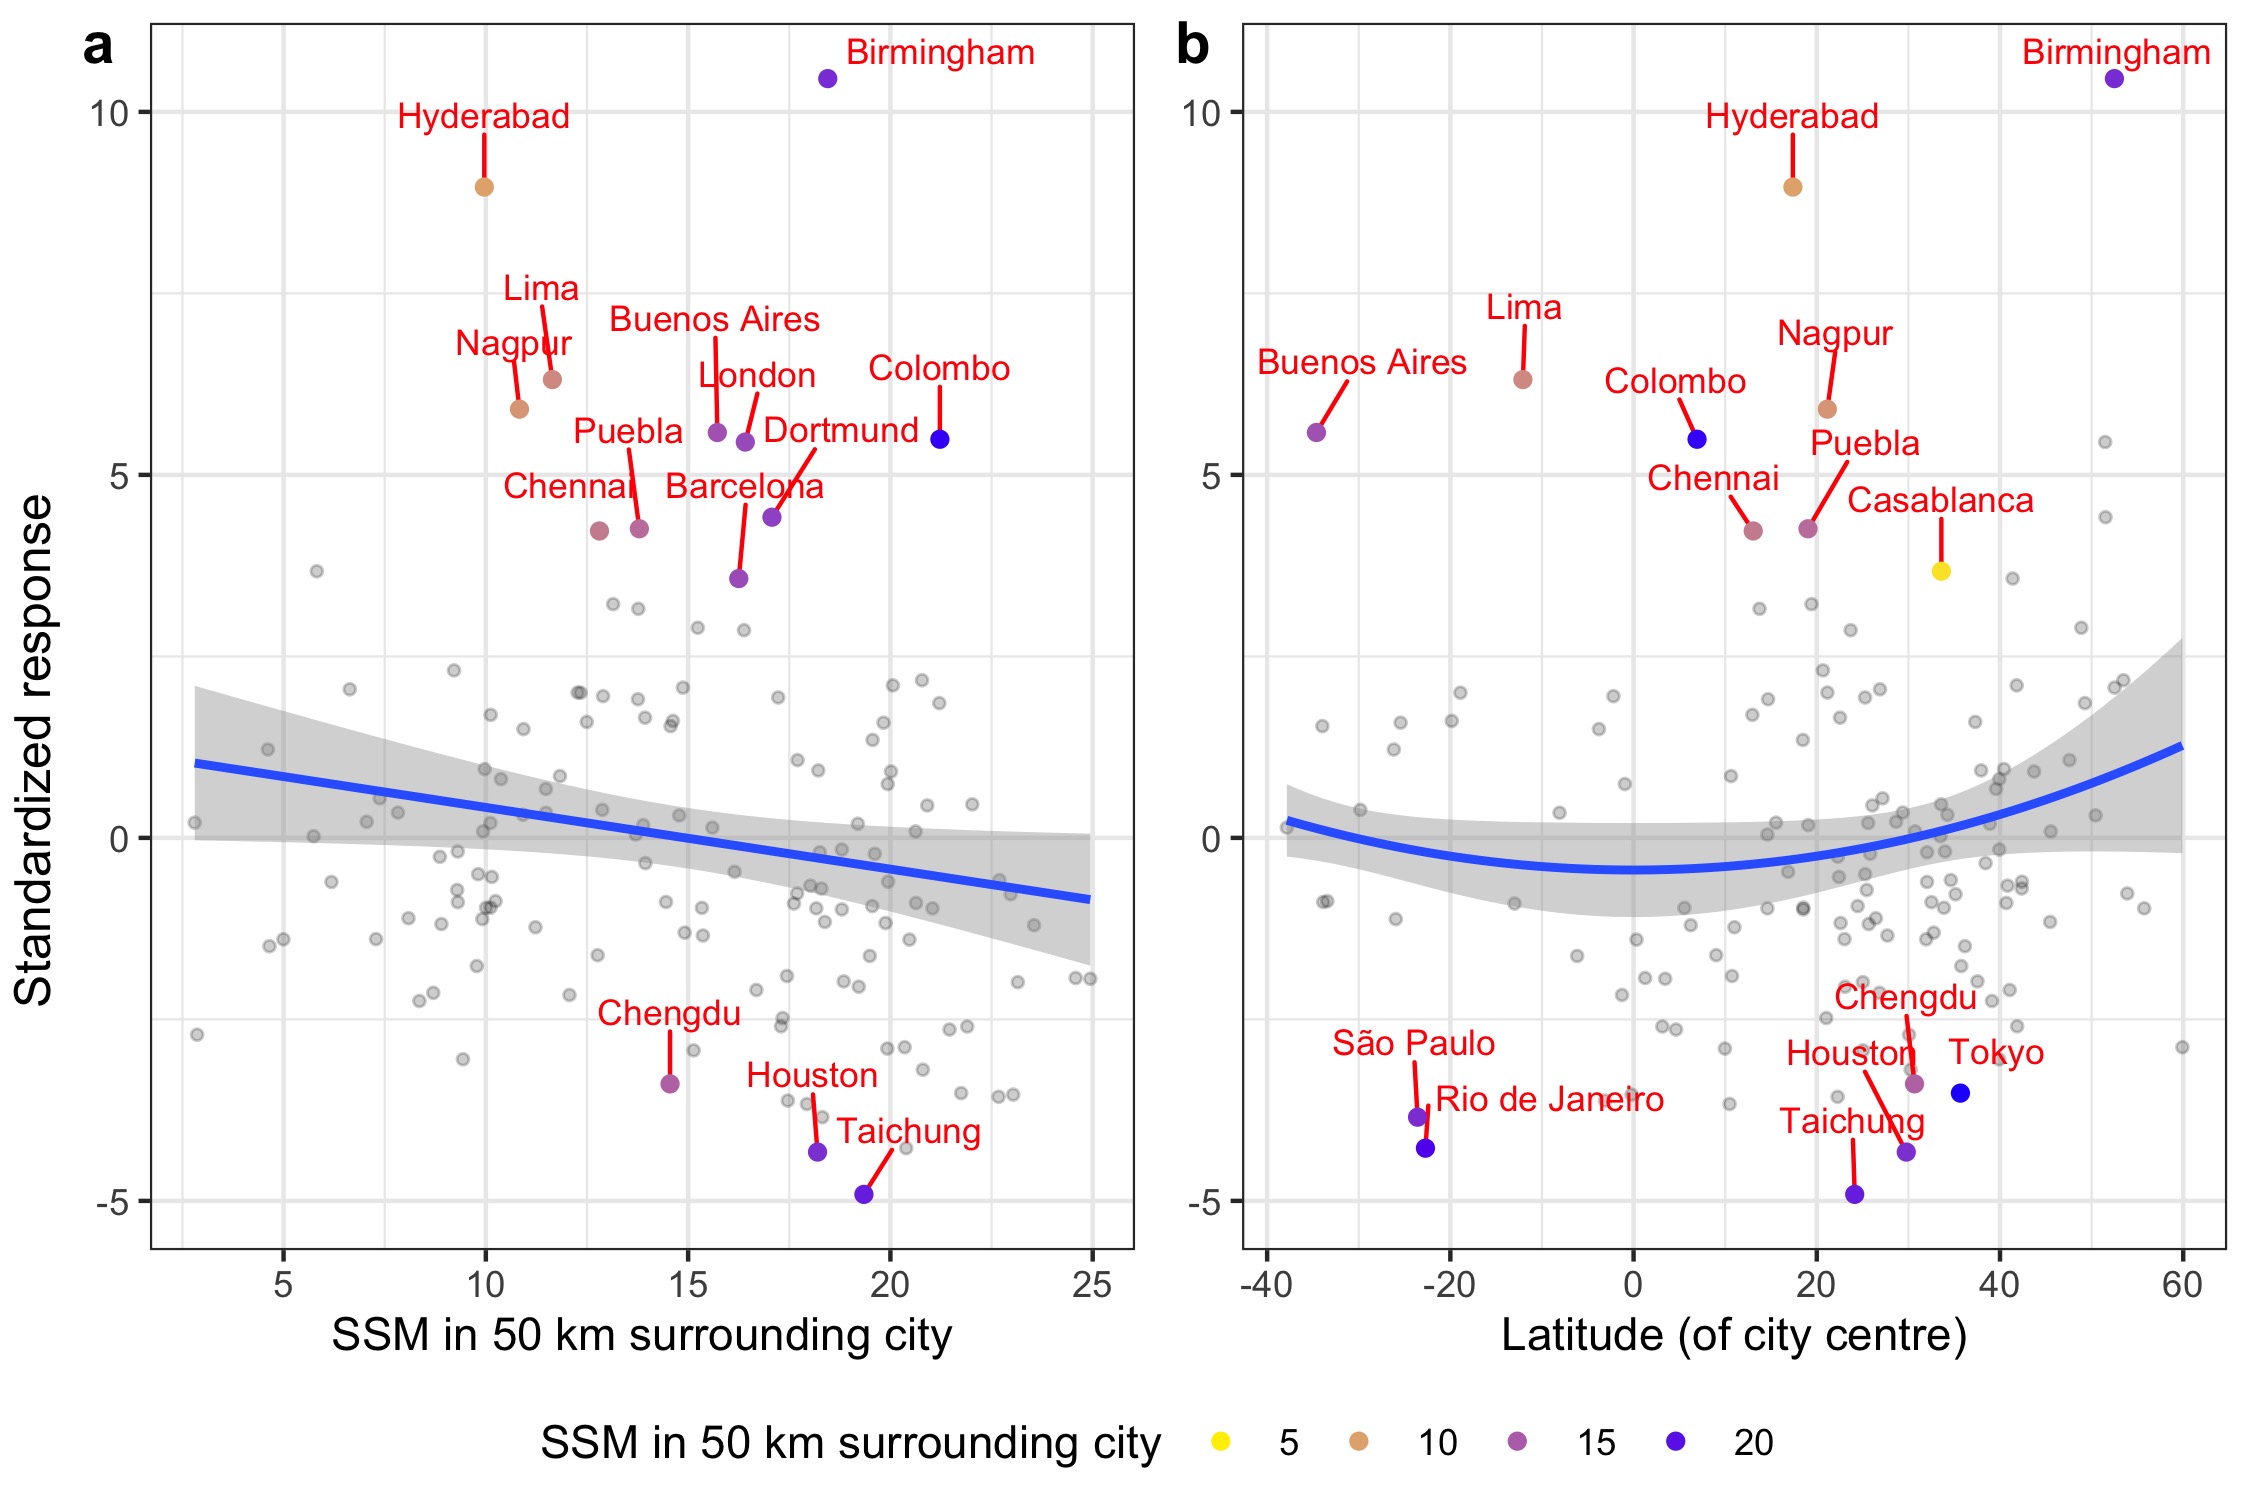 a
Birmingham
Hyderabad
Lima
Buenos Aires
Nagpur
London
Colombo
Puebla
Dortmund
Chennai
Barcelona
Chengdu
Houston
Taichung
10
5
0
-5
Standardized response
5 10 15 20 25
SSM in 50 km surrounding city
b
Birmingham
Hyderabad
Lima
Nagpur
Buenos Aires
Colombo
Puebla
Chennai
Casablanca
Chengdu
São Paulo
Houston
Tokyo
Rio de Janeiro
Taichung
10
5
0
-5
-40 -20 0 20 40 60
Latitude (of city centre)
SSM in 50 km surrounding city 5 10 15 20